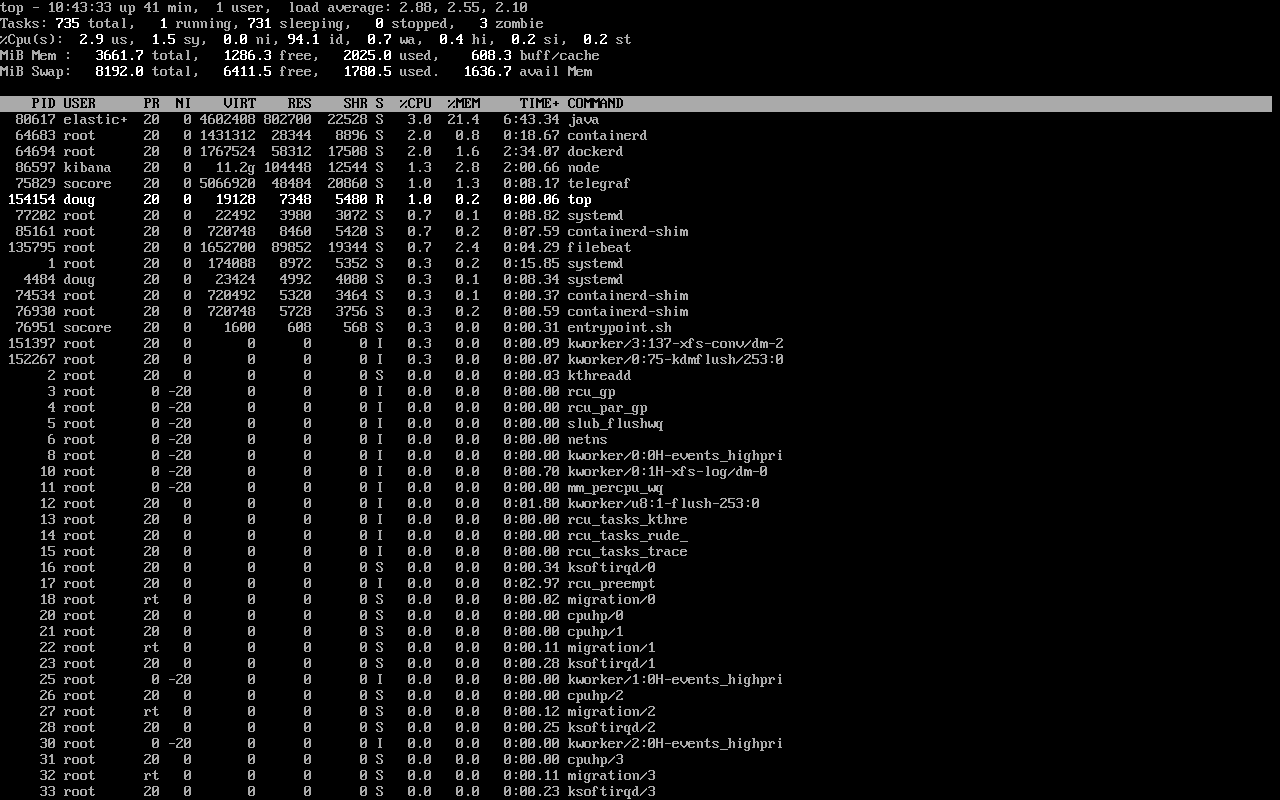 top - 10:43:33 up 41 min,  1 user,  load average: 2.88, 2.55, 2.10
Tasks: 735 total,   1 running, 731 sleeping,   0 stopped,   3 zombie
%Cpu(s):  2.9 us,  1.5 sy,  0.0 ni, 94.1 id,  0.7 wa,  0.4 hi,  0.2 si,  0.2 st
MiB Mem :   3661.7 total,   1286.3 free,   2025.0 used,    608.3 buff/cache
MiB Swap:   8192.0 total,   6411.5 free,   1780.5 used.   1636.7 avail Mem
PID USER      PR  NI    VIRT    RES    SHR S  %CPU  %MEM     TIME+ COMMAND
80617 elastic+  20   0 4602408 802700  22528 S   3.0  21.4   6:43.34 java
64683 root      20   0 1431312  28344   8896 S   2.0   0.8   0:18.67 containerd
64694 root      20   0 1767524  58312  17508 S   2.0   1.6   2:34.07 dockerd
86597 kibana    20   0   11.2g 104448  12544 S   1.3   2.8   2:00.66 node
75829 socore    20   0 5066920  48484  20860 S   1.0   1.3   0:08.17 telegraf
154154 doug      20   0   19128   7348   5480 R   1.0   0.2   0:00.06 top
77202 root      20   0   22492   3980   3072 S   0.7   0.1   0:08.82 systemd
85161 root      20   0  720748   8460   5420 S   0.7   0.2   0:07.59 containerd-shim
135795 root      20   0 1652700  89852  19344 S   0.7   2.4   0:04.29 filebeat
1 root      20   0  174088   8972   5352 S   0.3   0.2   0:15.85 systemd
4484 doug      20   0   23424   4992   4080 S   0.3   0.1   0:08.34 systemd
74534 root      20   0  720492   5320   3464 S   0.3   0.1   0:00.37 containerd-shim
76930 root      20   0  720748   5728   3756 S   0.3   0.2   0:00.59 containerd-shim
76951 socore    20   0    1600    608    568 S   0.3   0.0   0:00.31 entrypoint.sh
151397 root      20   0       0      0      0 I   0.3   0.0   0:00.09 kworker/3:137-xfs-conv/dm-2
152267 root      20   0       0      0      0 I   0.3   0.0   0:00.07 kworker/0:75-kdmflush/253:0
2 root      20   0       0      0      0 S   0.0   0.0   0:00.03 kthreadd
3 root       0 -20       0      0      0 I   0.0   0.0   0:00.00 rcu_gp
4 root       0 -20       0      0      0 I   0.0   0.0   0:00.00 rcu_par_gp
5 root       0 -20       0      0      0 I   0.0   0.0   0:00.00 slub_flushwq
6 root       0 -20       0      0      0 I   0.0   0.0   0:00.00 netns
8 root       0 -20       0      0      0 I   0.0   0.0   0:00.00 kworker/0:0H-events_highpri
10 root       0 -20       0      0      0 I   0.0   0.0   0:00.70 kworker/0:1H-xfs-log/dm-0
11 root       0 -20       0      0      0 I   0.0   0.0   0:00.00 mm_percpu_wq
12 root      20   0       0      0      0 I   0.0   0.0   0:01.80 kworker/u8:1-flush-253:0
13 root      20   0       0      0      0 I   0.0   0.0   0:00.00 rcu_tasks_kthre
14 root      20   0       0      0      0 I   0.0   0.0   0:00.00 rcu_tasks_rude_
15 root      20   0       0      0      0 I   0.0   0.0   0:00.00 rcu_tasks_trace
16 root      20   0       0      0      0 S   0.0   0.0   0:00.34 ksoftirqd/0
17 root      20   0       0      0      0 I   0.0   0.0   0:02.97 rcu_preempt
18 root      rt   0       0      0      0 S   0.0   0.0   0:00.02 migration/0
20 root      20   0       0      0      0 S   0.0   0.0   0:00.00 cpuhp/0
21 root      20   0       0      0      0 S   0.0   0.0   0:00.00 cpuhp/1
22 root      rt   0       0      0      0 S   0.0   0.0   0:00.11 migration/1
23 root      20   0       0      0      0 S   0.0   0.0   0:00.28 ksoftirqd/1
25 root       0 -20       0      0      0 I   0.0   0.0   0:00.00 kworker/1:0H-events_highpri
26 root      20   0       0      0      0 S   0.0   0.0   0:00.00 cpuhp/2
27 root      rt   0       0      0      0 S   0.0   0.0   0:00.12 migration/2
28 root      20   0       0      0      0 S   0.0   0.0   0:00.25 ksoftirqd/2
30 root       0 -20       0      0      0 I   0.0   0.0   0:00.00 kworker/2:0H-events_highpri
31 root      20   0       0      0      0 S   0.0   0.0   0:00.00 cpuhp/3
32 root      rt   0       0      0      0 S   0.0   0.0   0:00.11 migration/3
33 root      20   0       0      0      0 S   0.0   0.0   0:00.23 ksoftirqd/3